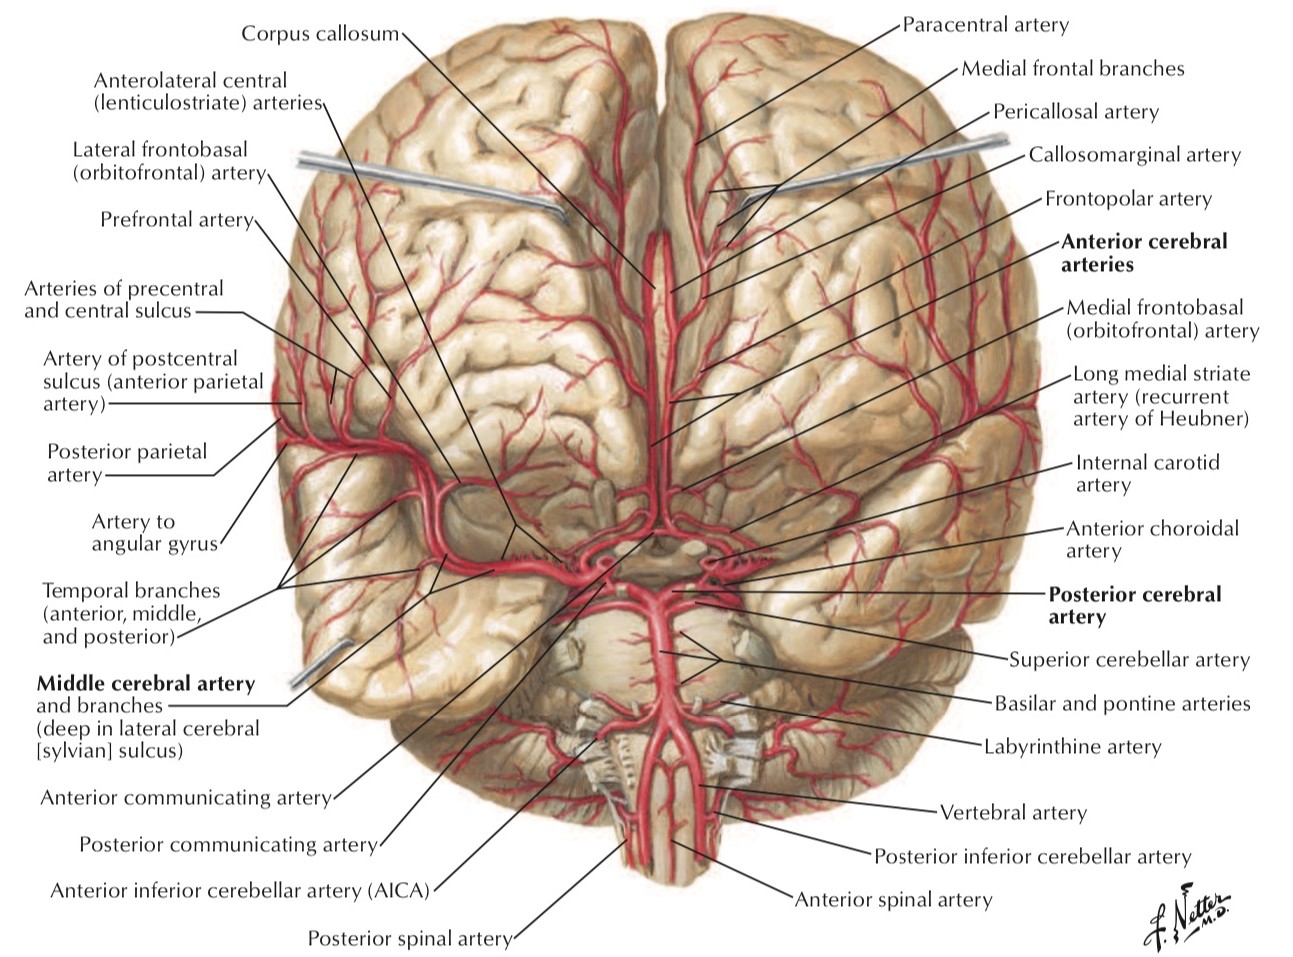 Corpus callosum
Anterolateral central
(lenticulostriate) arteries
Lateral frontobasal
(orbitofrontal) artery
Prefrontal artery
Arteries of precentral
and central sulcus
Artery of postcentral
sulcus (anterior parietal
artery)
Posterior parietal
artery
Artery to
angular gyrus
Temporal branches
(anterior, middle,
and posterior)
Middle cerebral artery
and branches
(deep in lateral cerebral
[sylvian] sulcus)
Anterior communicating artery
Posterior communicating artery
Anterior inferior cerebellar artery (AICA)
Posterior spinal artery
Paracentral artery
Medial frontal branches
Pericallosal artery
Callosomarginal artery
Frontopolar artery
Anterior cerebral
arteries
Medial frontobasal
(orbitofrontal) artery
Long medial striate
artery (recurrent
artery of Heubner)
Internal carotid
artery
Anterior choroidal
artery
Posterior cerebral
artery
Superior cerebellar artery
Basilar and pontine arteries
Labyrinthine artery
Vertebral artery
Posterior inferior cerebellar artery
Anterior spinal artery
F. Netter
M.D.